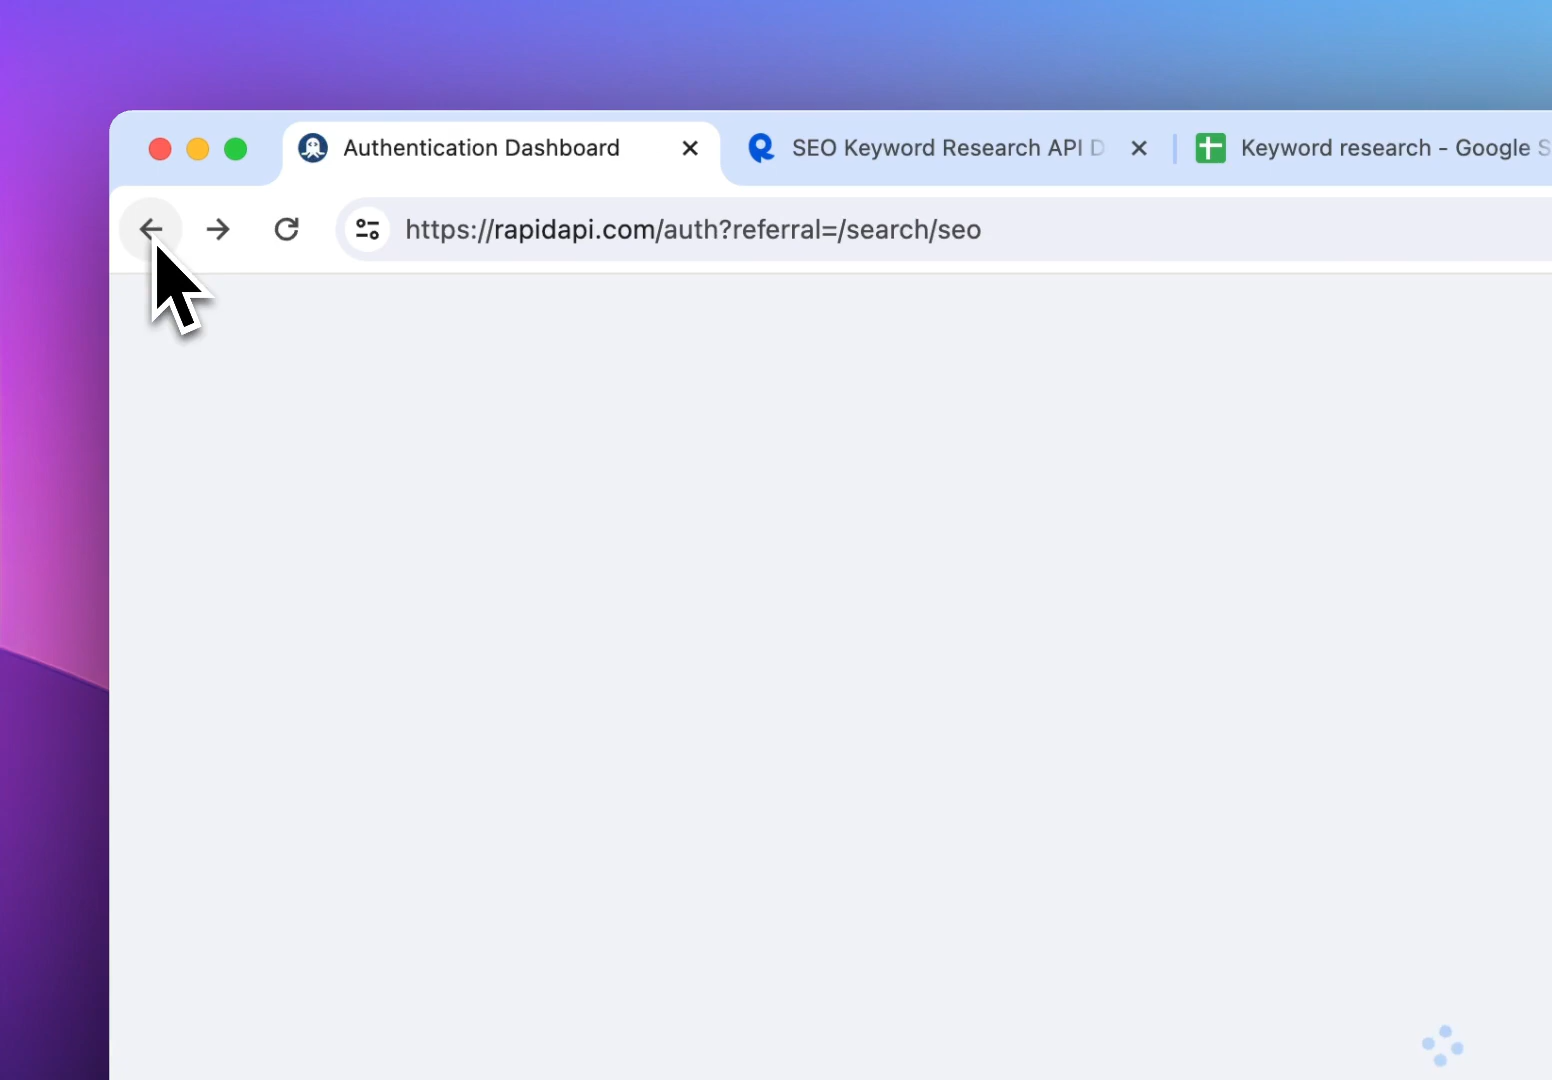 Authentication Dashboard
SEO Keyword Research API D
Keyword research - Google S
https://rapidapi.com/auth?referral=/search/seo